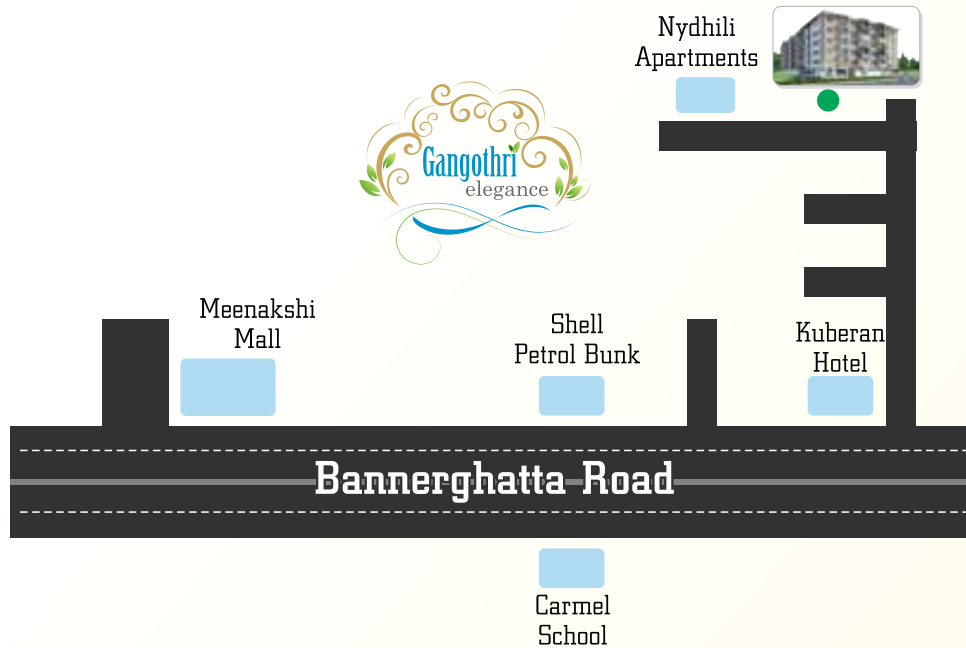 Nydhili
Apartments
Gangothri
elegance
Meenakshi
Mall
Shell
Petrol Bunk
Kuberan
Hotel
Bannerghatta Road
Carmel
School